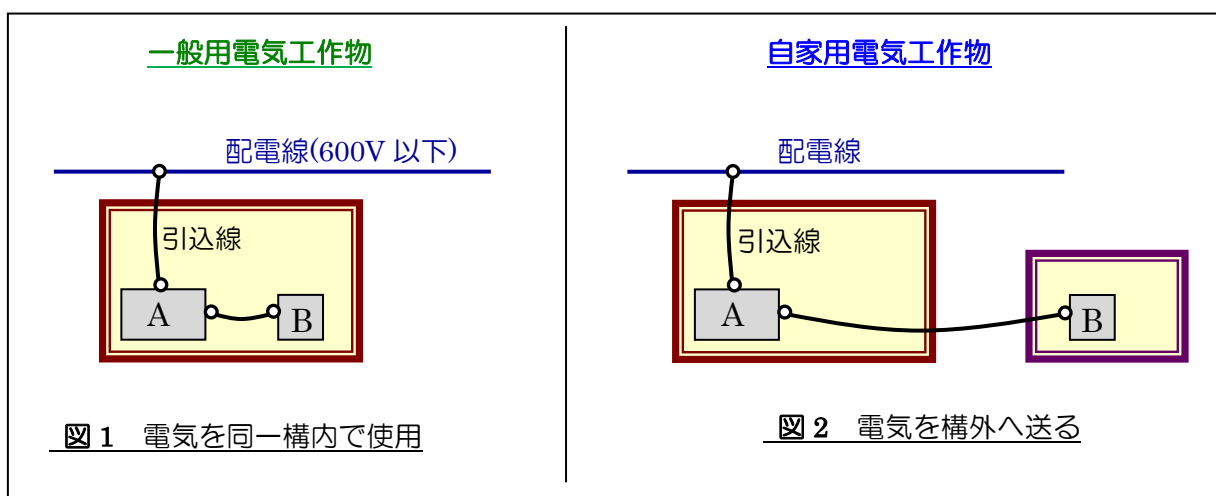 一般用電気工作物
配電線(600V 以下)
引込線
A
B
図 1　電気を同一構内で使用
自家用電気工作物
配電線
引込線
A
B
図 2　電気を構外へ送る